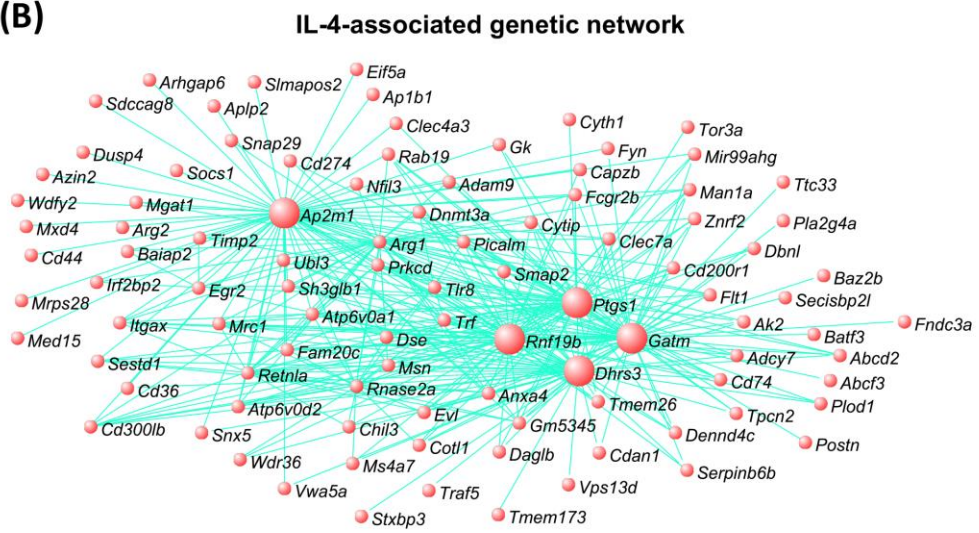 (B)
IL-4-associated genetic network
Eif5a
Arhgap6
Slmapos2
Sdccag8
Aplp2
Ap1b1
Clec4a3
Cyth1
Tor3a
Snap29
Gk
Fyn
Mir99ahg
Dusp4
Cd274
Rab19
Capzb
Azin2
Socs1
Nfil3
Adam9
Fcgr2b
Man1a
Ttc33
Wdfy2
Mgat1
Ap2m1
Dnmt3a
Cytip
Znrf2
Pla2g4a
Mxd4
Arg2
Timp2
Arg1
Picalm
Clec7a
Dbnl
Cd44
Baiap2
Ubl3
Prkcd
Smap2
Cd200r1
Baz2b
Irf2bp2
Egr2
Sh3glb1
Tlr8
Ptgs1
Flt1
Secisbp2l
Mrps28
Itgax
Mrc1
Atp6v0a1
Trf
Ak2
Fndc3a
Med15
Fam20c
Dse
Rnf19b
Gatm
Batf3
Sestd1
Retnla
Msn
Dhrs3
Adcy7
Abcd2
Cd36
Rnase2a
Anxa4
Cd74
Abcf3
Atp6v0d2
Evl
Tmem26
Tpcn2
Plod1
Cd300lb
Snx5
Chil3
Gm5345
Dennd4c
Postn
Wdr36
Ms4a7
Cotl1
Daglb
Cdan1
Serpinb6b
Vwa5a
Traf5
Vps13d
Stxbp3
Tmem173